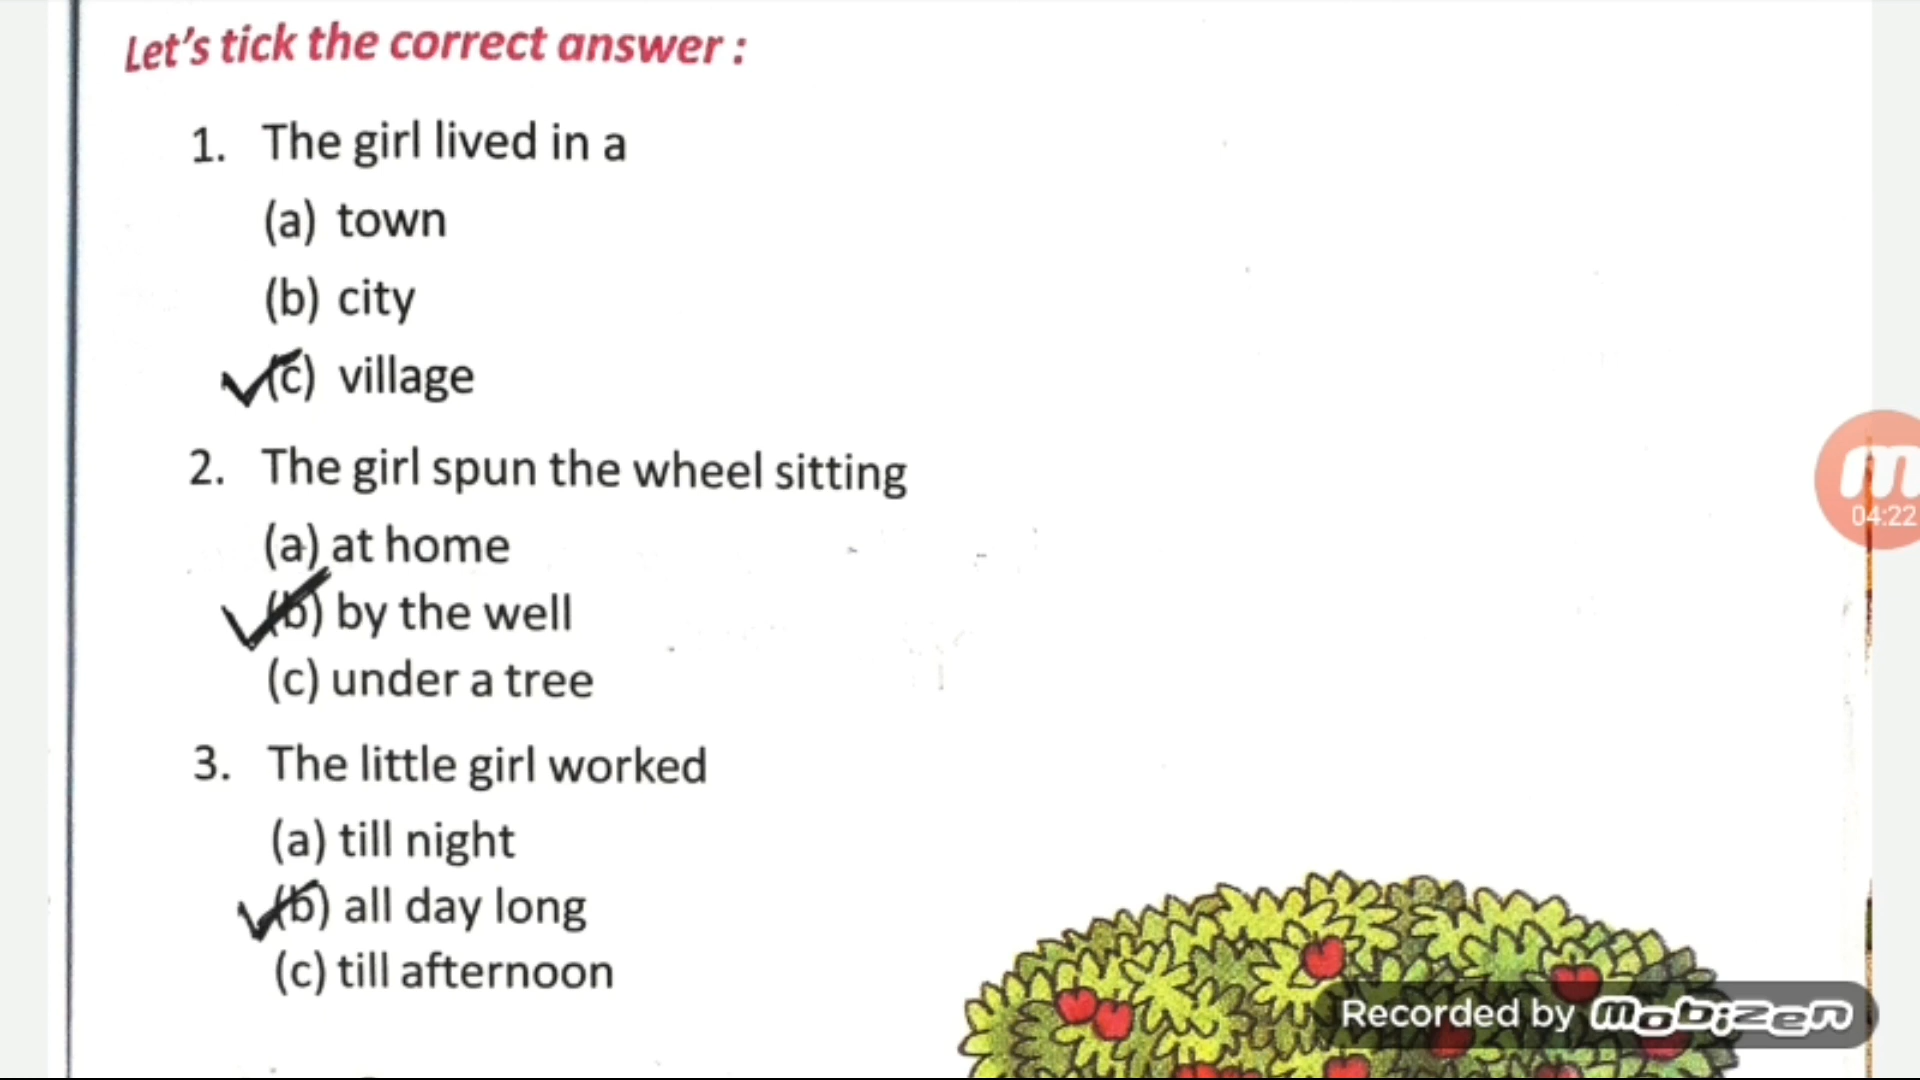 Let's tick the correct answer :
1. The girl lived in a
(a) town
(b) city
(c) village
2. The girl spun the wheel sitting
(a) at home
(b) by the well
(c) under a tree
3. The little girl worked
(a) till night
(b) all day long
(c) till afternoon
m
04:22
Recorded by mobizen